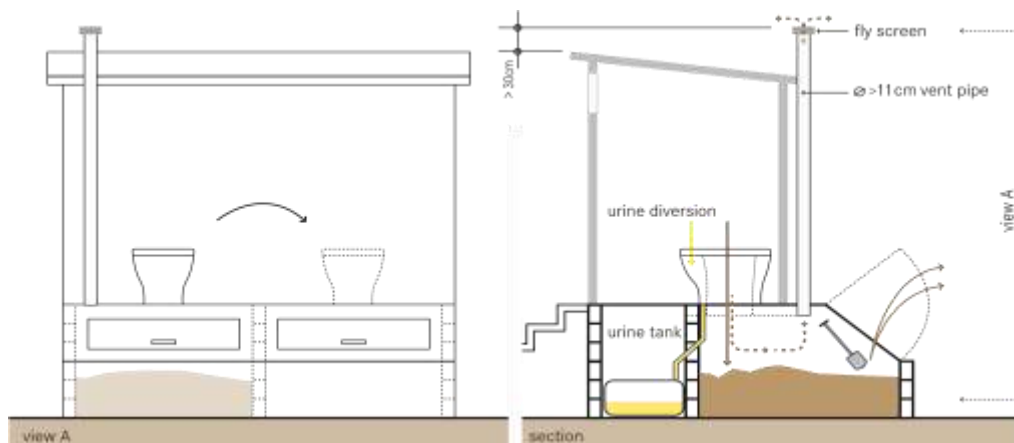 fly screen
> 30cm
⌀ >11cm vent pipe
view A
urine diversion
urine tank
view A
section